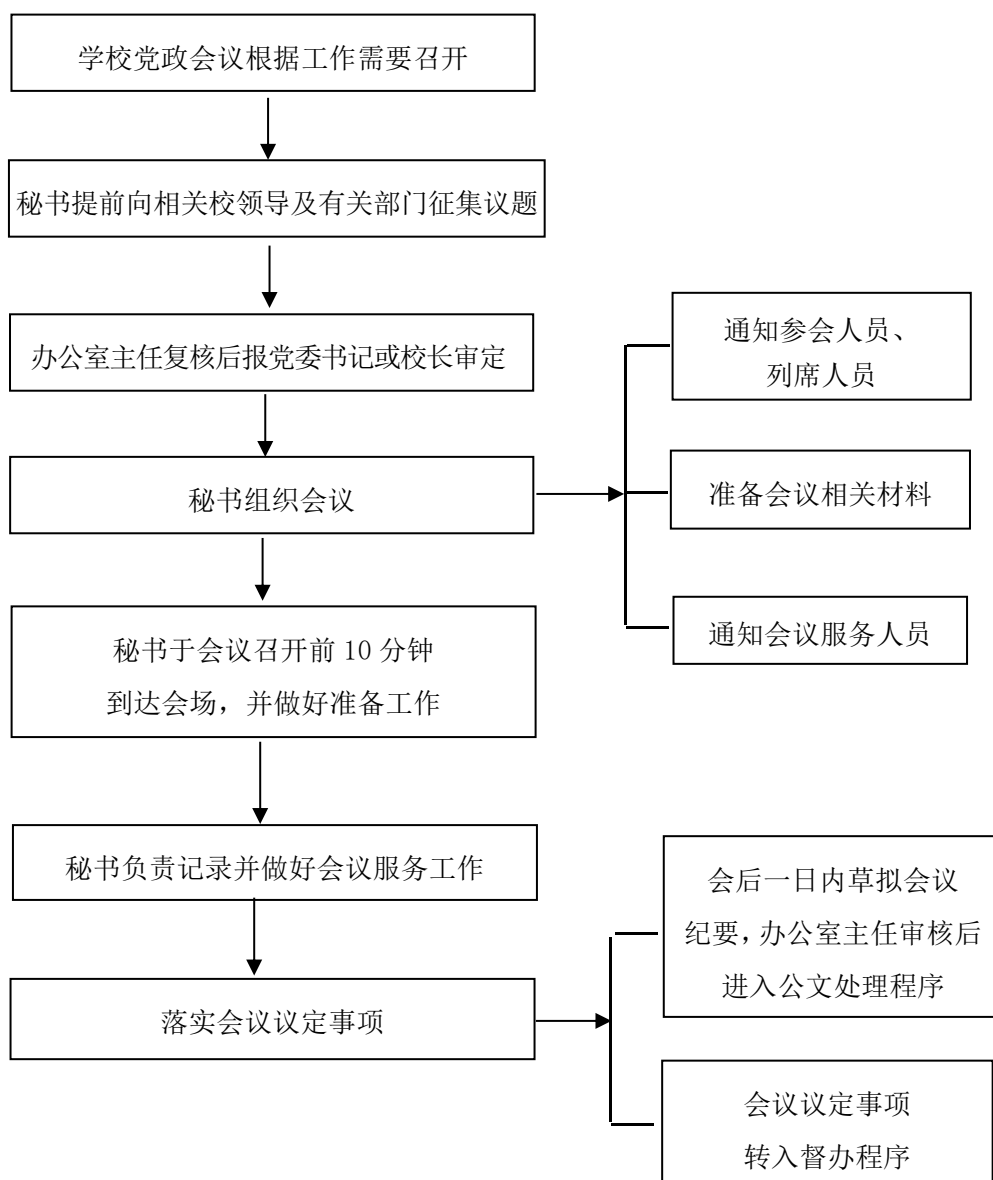 学校党政会议根据工作需要召开
秘书提前向相关校领导及有关部门征集议题
办公室主任复核后报党委书记或校长审定
秘书组织会议
通知参会人员、
列席人员
准备会议相关材料
通知会议服务人员
秘书于会议召开前 10 分钟
到达会场，并做好准备工作
秘书负责记录并做好会议服务工作
落实会议议定事项
会后一日内草拟会议
纪要，办公室主任审核后
进入公文处理程序
会议议定事项
转入督办程序